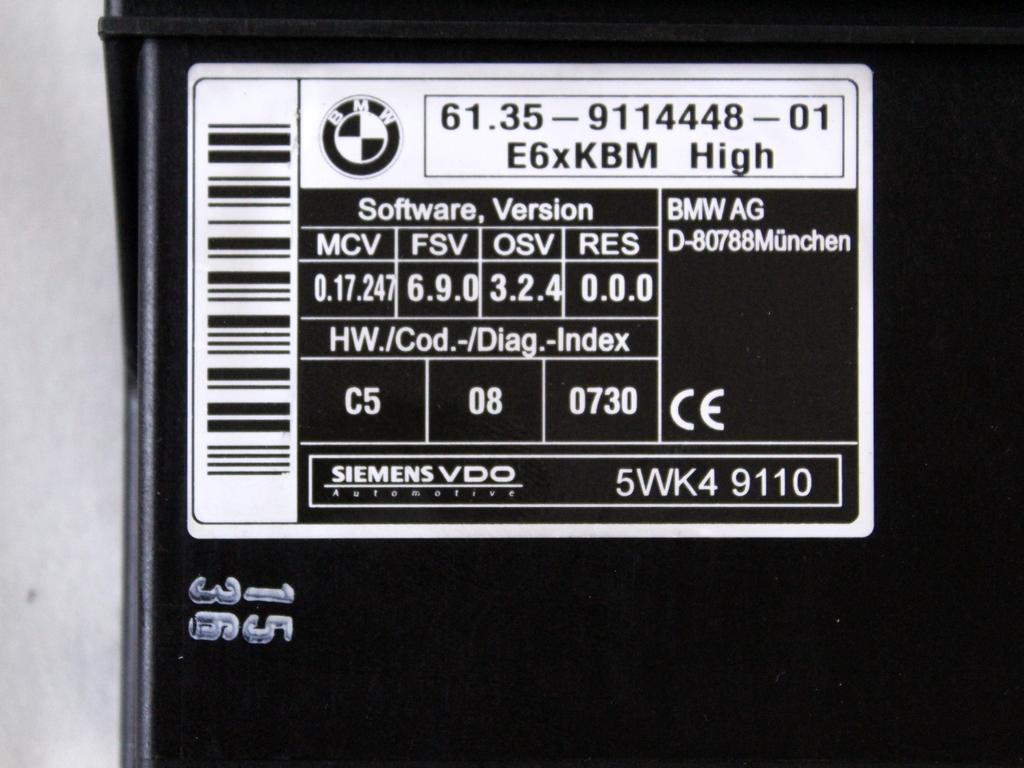 BMW
61.35-9114448-01
E6xKBM High
Software, Version
MCV FSV OSV RES
0.17.247 6.9.0 3.2.4 0.0.0
HW./Cod.-/Diag.-Index
C5 08 0730
BMW AG
D-80788München
CE
SIEMENS VDO
Automotive
5WK4 9110
15
36